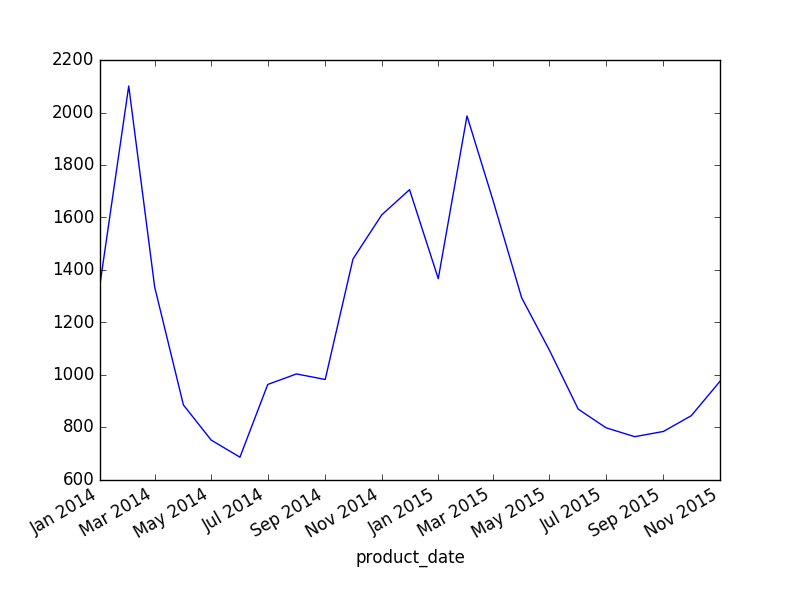 2200
2000
1800
1600
1400
1200
1000
800
600
Jan 2014
Mar 2014
May 2014
Jul 2014
Sep 2014
Nov 2014
Jan 2015
Mar 2015
May 2015
Jul 2015
Sep 2015
Nov 2015
product_date